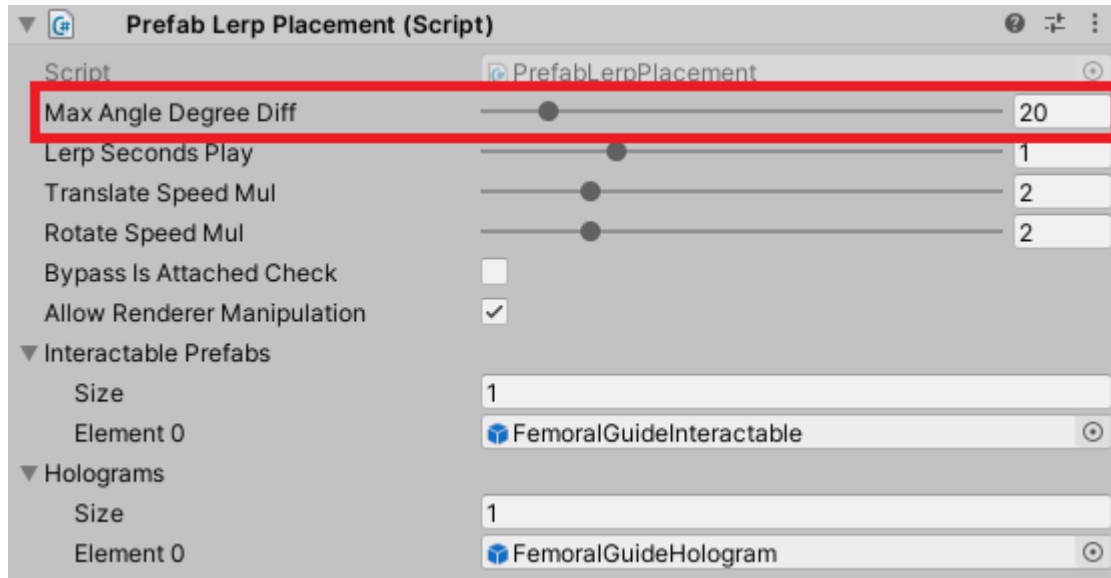 Prefab Lerp Placement (Script)
Script PrefabLerpPlacement
Max Angle Degree Diff 20
Lerp Seconds Play 1
Translate Speed Mul 2
Rotate Speed Mul 2
Bypass Is Attached Check
Allow Renderer Manipulation
Interactable Prefabs
Size 1
Element 0 FemoralGuideInteractable
Holograms
Size 1
Element 0 FemoralGuideHologram